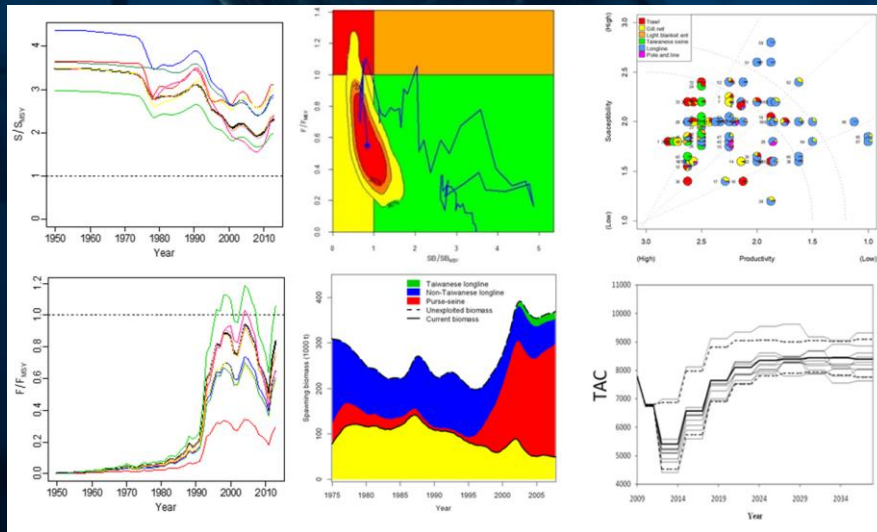 S/S_MSY
4
3
2
1
0
1950 1960 1970 1980 1990 2000 2010
Year
F/F_MSY
1.4
1.2
1.0
0.8
0.6
0.4
0.2
0.0
0 1 2 3 4 5
SB/SB_MSY
(High)
Susceptibility
(Low)
3.0
2.5
2.0
1.5
1.0
Trawl
Gill net
Taiwanese seine
Longline
Pole and line
3.0 2.5 2.0 1.5 1.0
(High) Productivity (Low)
F/F_MSY
1.2
1.0
0.8
0.6
0.4
0.2
0.0
1950 1960 1970 1980 1990 2000 2010
Year
Spawning biomass (1000 t)
400
300
200
100
0
Taiwanese longline
Non-Taiwanese longline
Purse-seine
Unexploited biomass
Current biomass
1975 1980 1985 1990 1995 2000 2005
Year
TAC
11000
10000
9000
8000
7000
6000
5000
4000
2009 2014 2019 2024 2029 2034
Year